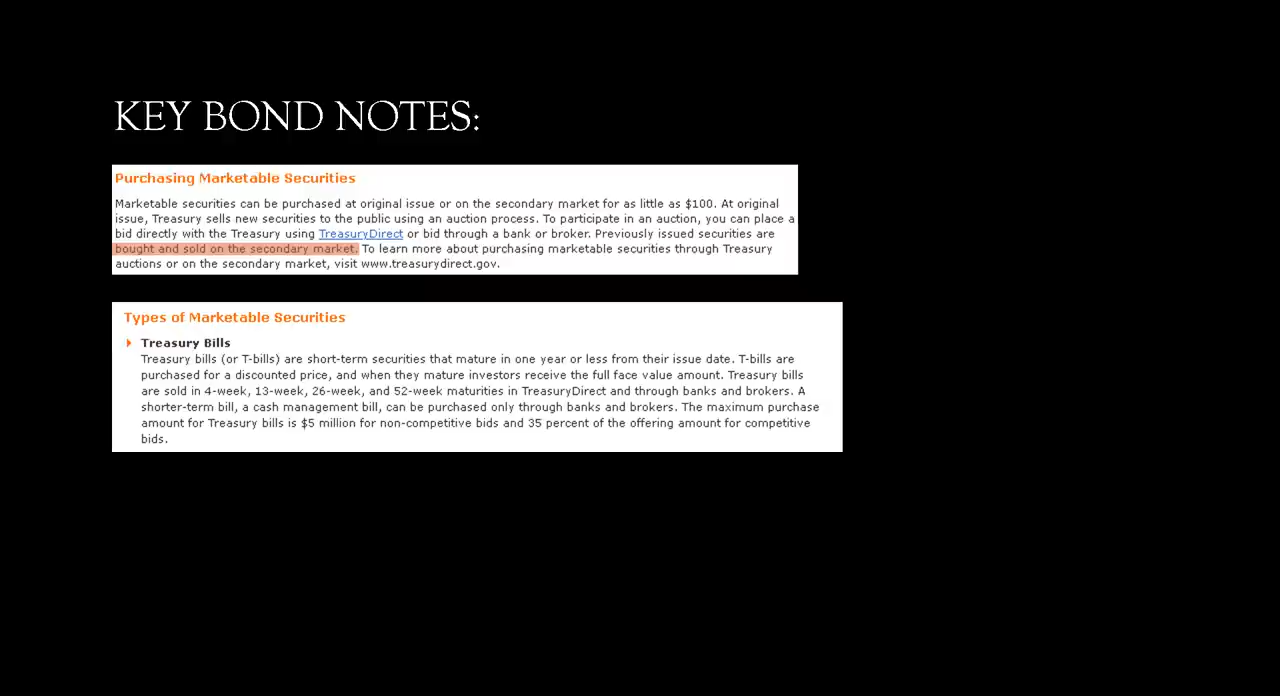 KEY BOND NOTES:
Purchasing Marketable Securities
Marketable securities can be purchased at original issue or on the secondary market for as little as $100. At original
issue, Treasury sells new securities to the public using an auction process. To participate in an auction, you can place a
bid directly with the Treasury using TreasuryDirect or bid through a bank or broker. Previously issued securities are
bought and sold on the secondary market. To learn more about purchasing marketable securities through Treasury
auctions or on the secondary market, visit www.treasurydirect.gov.
Types of Marketable Securities
Treasury Bills
Treasury bills (or T-bills) are short-term securities that mature in one year or less from their issue date. T-bills are
purchased for a discounted price, and when they mature investors receive the full face value amount. Treasury bills
are sold in 4-week, 13-week, 26-week, and 52-week maturities in TreasuryDirect and through banks and brokers. A
shorter-term bill, a cash management bill, can be purchased only through banks and brokers. The maximum purchase
amount for Treasury bills is $5 million for non-competitive bids and 35 percent of the offering amount for competitive
bids.